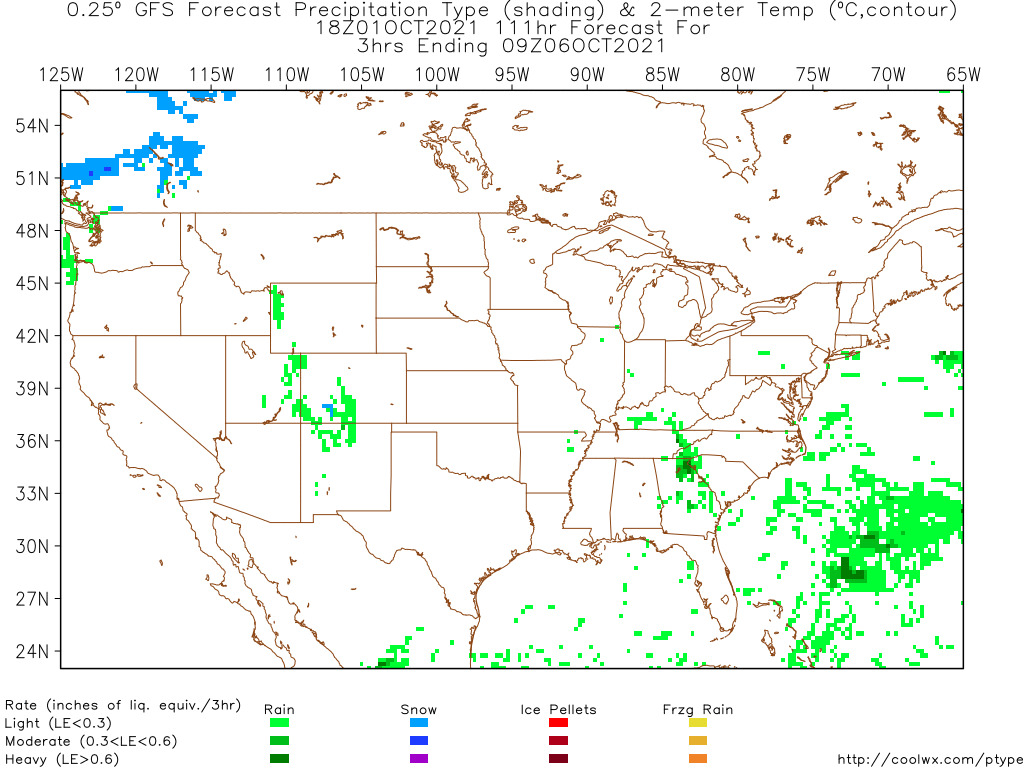 0.25º GFS Forecast Precipitation Type (shading) & 2-meter Temp (ºC,contour)
18Z01OCT2021 111hr Forecast For
3hrs Ending 09Z06OCT2021
125W 120W 115W 110W 105W 100W 95W 90W 85W 80W 75W 70W 65W
54N
51N
48N
45N
42N
39N
36N
33N
30N
27N
24N
Rate (inches of liq. equiv./3hr) Rain Snow Ice Pellets Frzg Rain
Light (LE<0.3)
Moderate (0.3<LE<0.6)
Heavy (LE>0.6)
http://coolwx.com/ptype